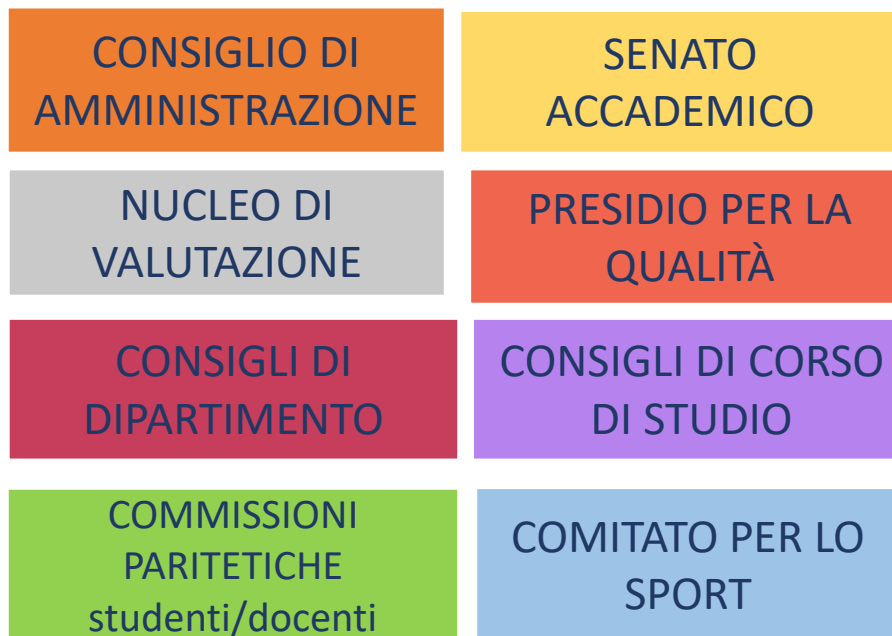 CONSIGLIO DI
AMMINISTRAZIONE
SENATO
ACCADEMICO
NUCLEO DI
VALUTAZIONE
PRESIDIO PER LA
QUALITÀ
CONSIGLI DI
DIPARTIMENTO
CONSIGLI DI CORSO
DI STUDIO
COMMISSIONI
PARITETICHE
studenti/docenti
COMITATO PER LO
SPORT